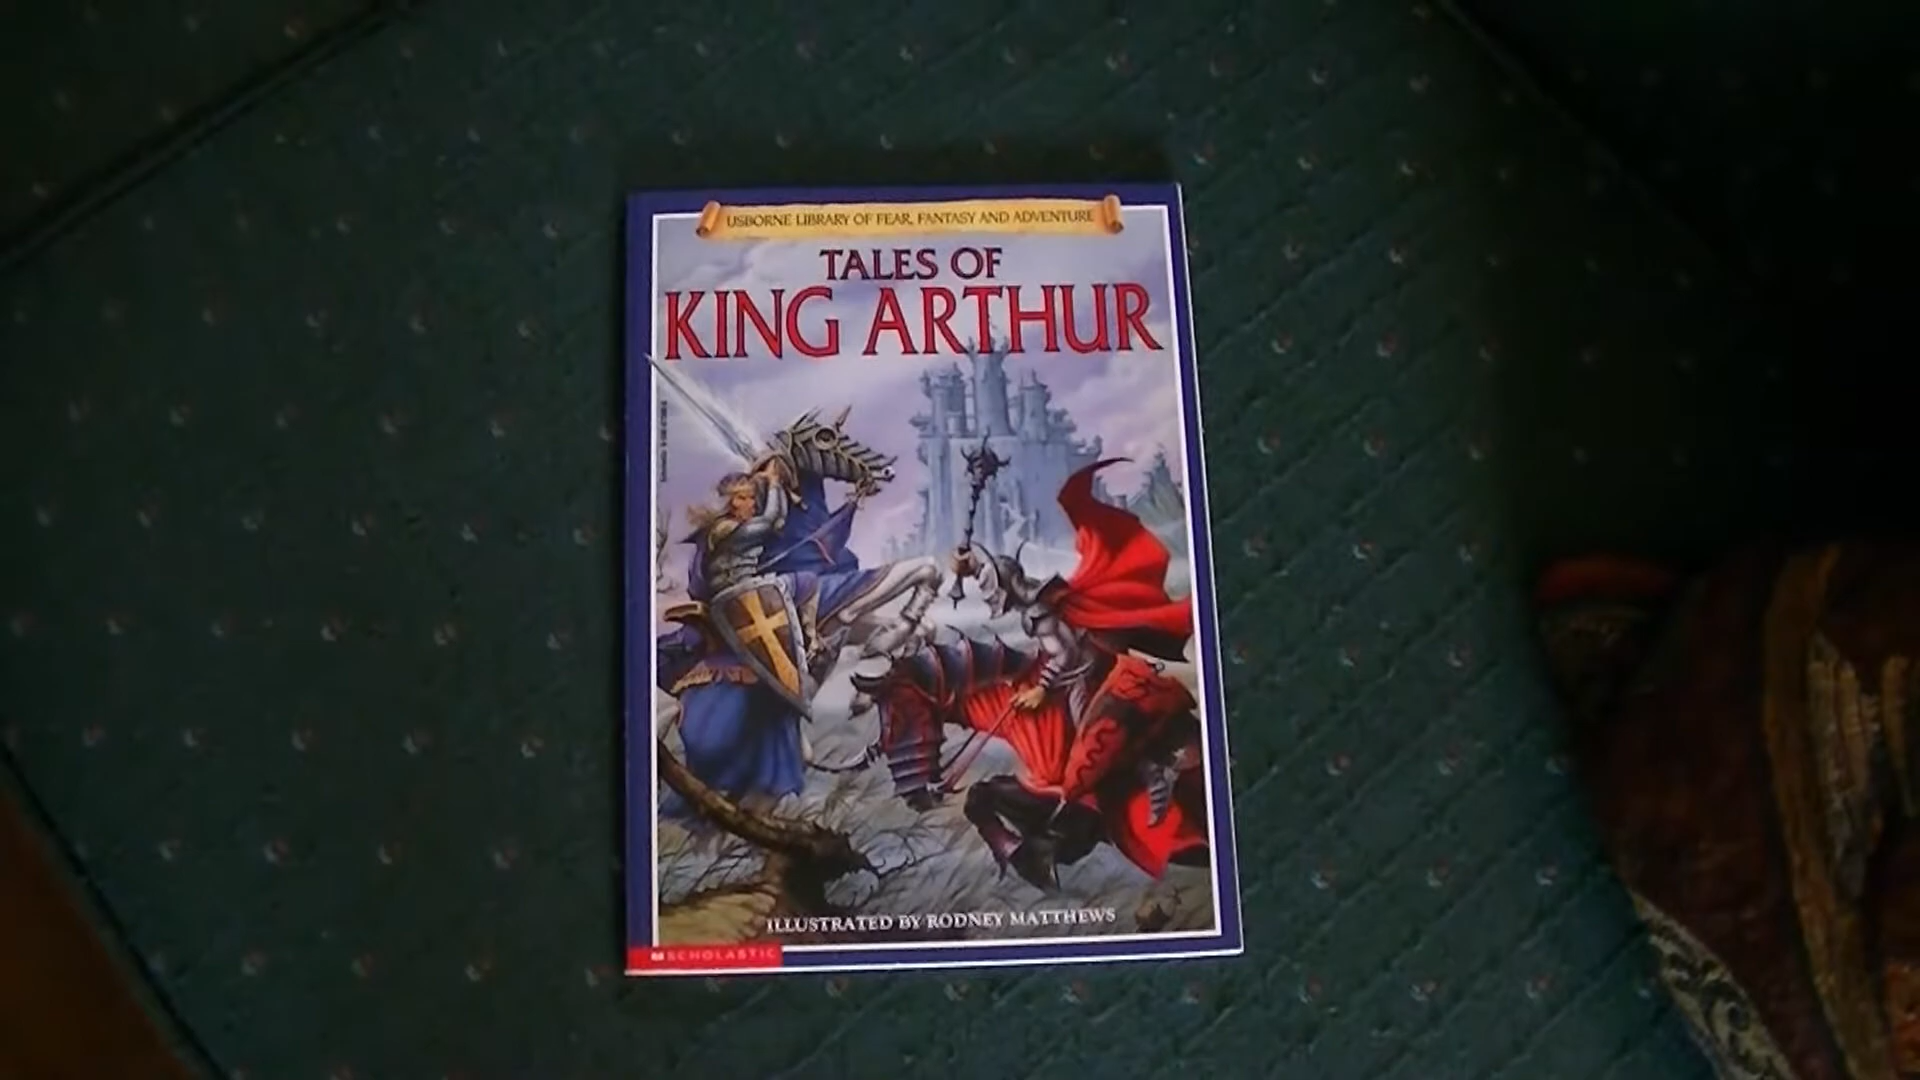 USBORNE LIBRARY OF FEAR, FANTASY AND ADVENTURE
TALES OF
KING ARTHUR
ILLUSTRATED BY RODNEY MATTHEWS
SCHOLASTIC